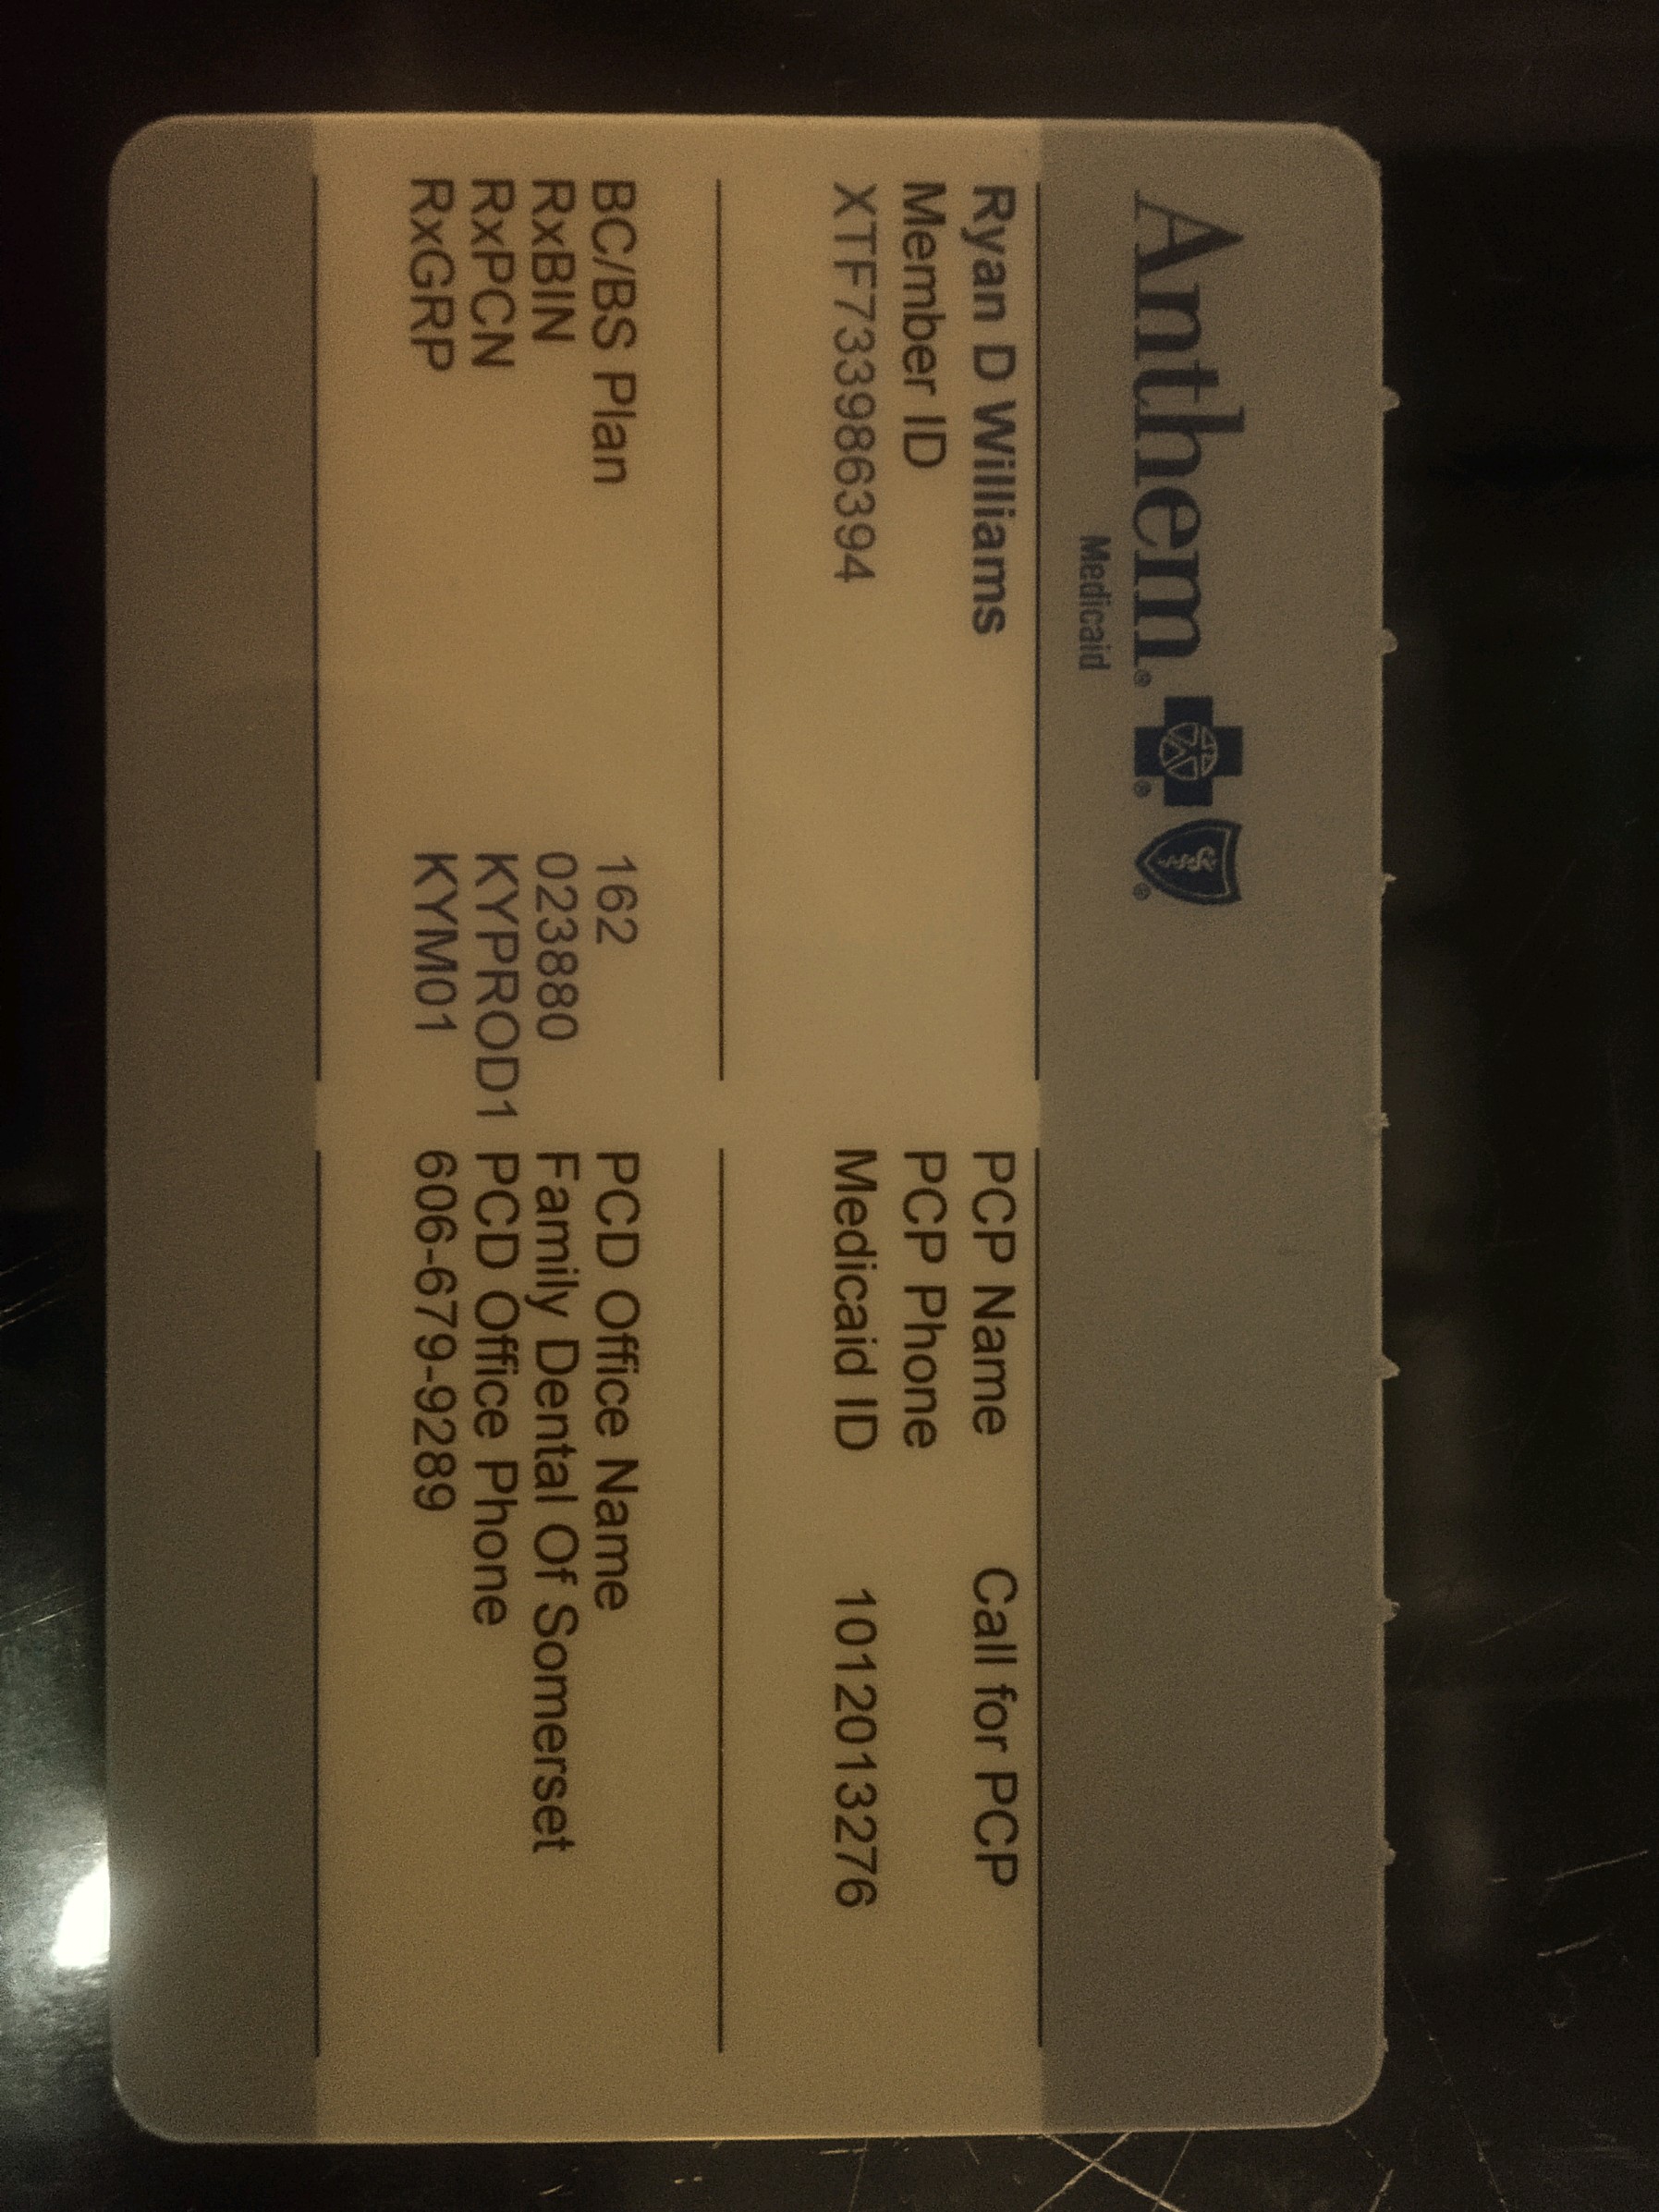 Anthem
Medicaid
Ryan D Williams
Member ID
XTF733986394
PCP Name Call for PCP
PCP Phone
Medicaid ID 1012013276
BC/BS Plan 162
RxBIN 023880
RxPCN KYPROD1
RxGRP KYM01
PCD Office Name
Family Dental Of Somerset
PCD Office Phone
606-679-9289